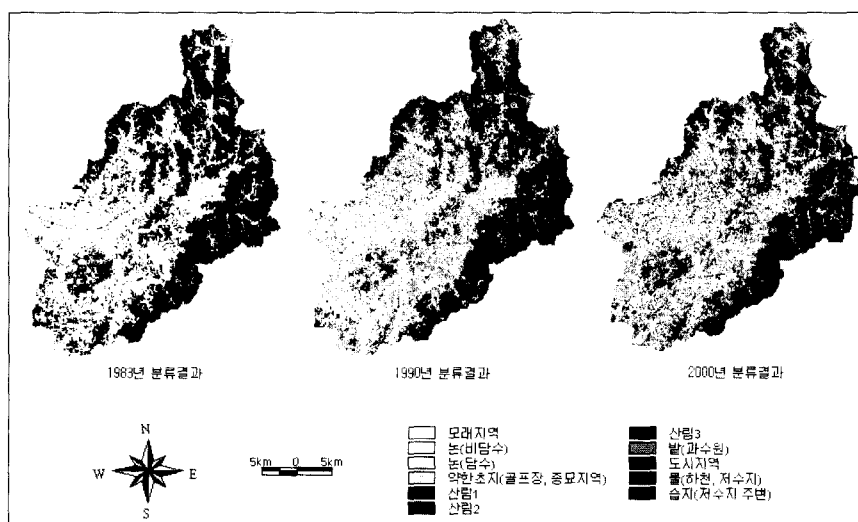 1983년 분류결과
1990년 분류결과
2000년 분류결과
N
W E
S
5km 0 5km
모래지역
논(비담수)
논(담수)
약한초지(골프장, 종묘지역)
산림1
산림2
산림3
밭(과수원)
도시지역
물(하천, 저수지)
습지(저수지 주변)